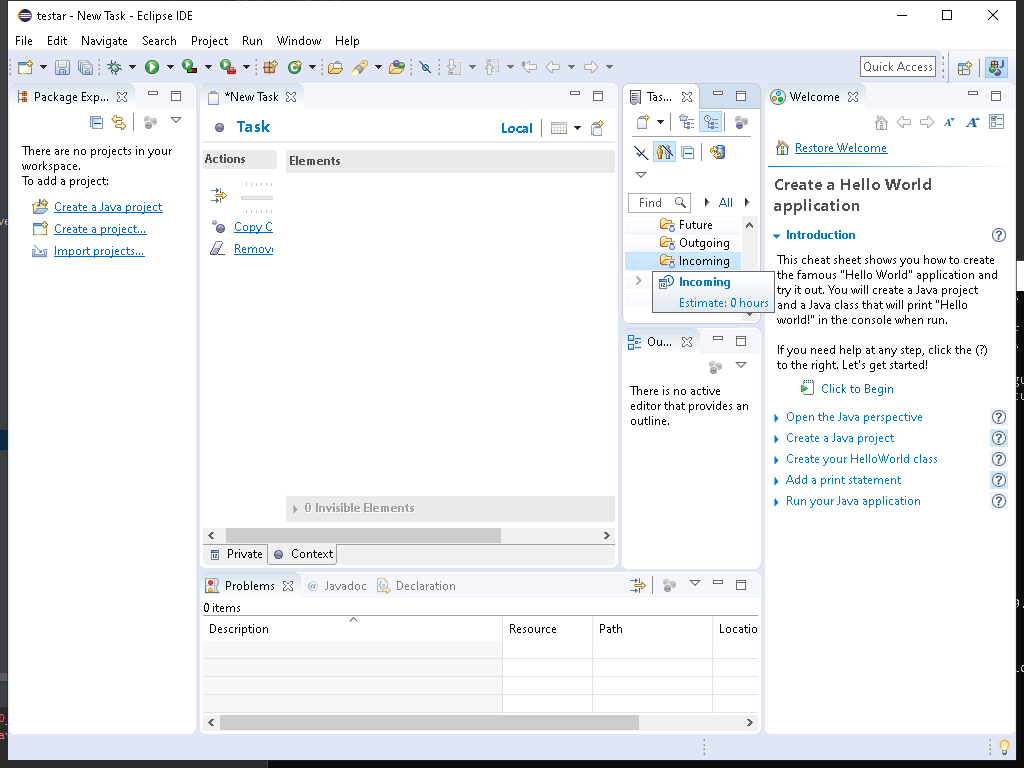 testar - New Task - Eclipse IDE
File Edit Navigate Search Project Run Window Help
Quick Access
Package Exp...
There are no projects in your
workspace.
To add a project:
Create a Java project
Create a project...
Import projects...
*New Task
Task
Local
Actions
Elements
Copy C
Remov
0 Invisible Elements
Private
Context
Tas...
Find
All
Future
Outgoing
Incoming
Incoming
Estimate: 0 hours
Ou...
There is no active
editor that provides an
outline.
Welcome
Restore Welcome
Create a Hello World
application
Introduction
This cheat sheet shows you how to create
the famous "Hello World" application and
try it out. You will create a Java project
and a Java class that will print "Hello
world!" in the console when run.
If you need help at any step, click the (?)
to the right. Let's get started!
Click to Begin
Open the Java perspective
Create a Java project
Create your HelloWorld class
Add a print statement
Run your Java application
Problems
@ Javadoc
Declaration
0 items
Description Resource Path Locatio